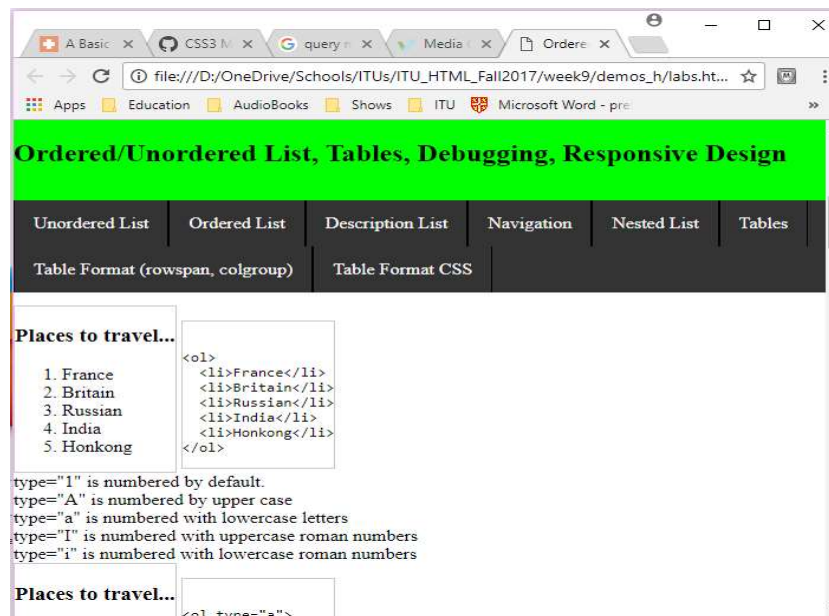 A Basic
CSS3 M
query
Media
Ordere
file:///D:/OneDrive/Schools/ITUs/ITU_HTML_Fall2017/week9/demos_h/labs.ht...
Apps Education AudioBooks Shows ITU Microsoft Word - pre
Ordered/Unordered List, Tables, Debugging, Responsive Design
Unordered List Ordered List Description List Navigation Nested List Tables
Table Format (rowspan, colgroup) Table Format CSS
Places to travel...
1. France
2. Britain
3. Russian
4. India
5. Honkong
<ol>
<li>France</li>
<li>Britain</li>
<li>Russian</li>
<li>India</li>
<li>Honkong</li>
</ol>
type="1" is numbered by default.
type="A" is numbered by upper case
type="a" is numbered with lowercase letters
type="I" is numbered with uppercase roman numbers
type="i" is numbered with lowercase roman numbers
Places to travel...
<ol type="a">